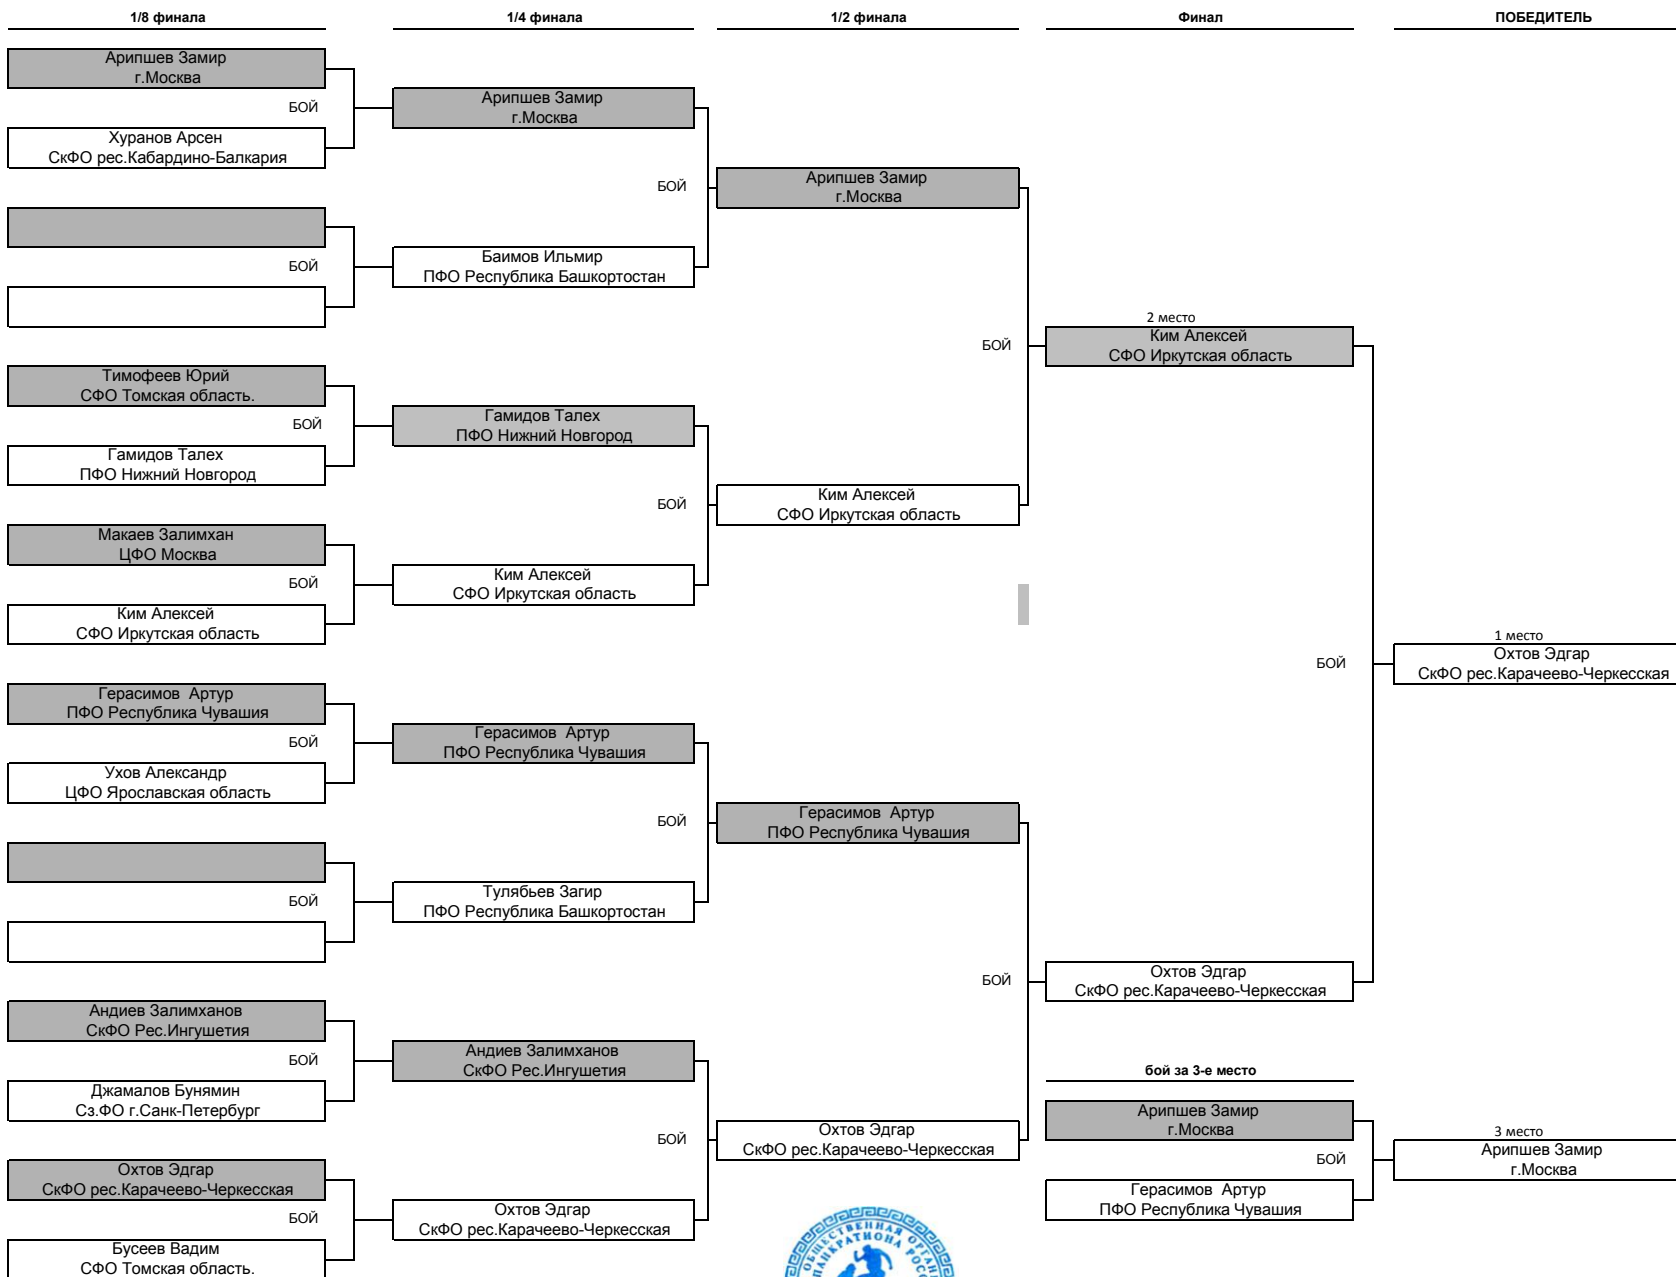 1/8 финала
1/4 финала
1/2 финала
Финал
ПОБЕДИТЕЛЬ
Арипшев Замир
г.Москва
БОЙ
Хуранов Арсен
СкФО рес.Кабардино-Балкария
БОЙ
Тимофеев Юрий
СФО Томская область.
БОЙ
Гамидов Талех
ПФО Нижний Новгород
Макаев Залимхан
ЦФО Москва
БОЙ
Ким Алексей
СФО Иркутская область
Герасимов Артур
ПФО Республика Чувашия
БОЙ
Ухов Александр
ЦФО Ярославская область
БОЙ
Андиев Залимханов
СкФО Рес.Ингушетия
БОЙ
Джамалов Бунямин
Сз.ФО г.Санк-Петербург
Охтов Эдгар
СкФО рес.Карачеево-Черкесская
БОЙ
Бусеев Вадим
СФО Томская область.
Арипшев Замир
г.Москва
БОЙ
Баимов Ильмир
ПФО Республика Башкортостан
Гамидов Талех
ПФО Нижний Новгород
БОЙ
Ким Алексей
СФО Иркутская область
Герасимов Артур
ПФО Республика Чувашия
БОЙ
Тулябьев Загир
ПФО Республика Башкортостан
Андиев Залимханов
СкФО Рес.Ингушетия
БОЙ
Охтов Эдгар
СкФО рес.Карачеево-Черкесская
Арипшев Замир
г.Москва
БОЙ
Ким Алексей
СФО Иркутская область
Герасимов Артур
ПФО Республика Чувашия
БОЙ
Охтов Эдгар
СкФО рес.Карачеево-Черкесская
2 место
Ким Алексей
СФО Иркутская область
БОЙ
Охтов Эдгар
СкФО рес.Карачеево-Черкесская
1 место
Охтов Эдгар
СкФО рес.Карачеево-Черкесская
бой за 3-е место
Арипшев Замир
г.Москва
БОЙ
Герасимов Артур
ПФО Республика Чувашия
3 место
Арипшев Замир
г.Москва
ОБЩЕСТВЕННАЯ
ПАНКРАТИОНА